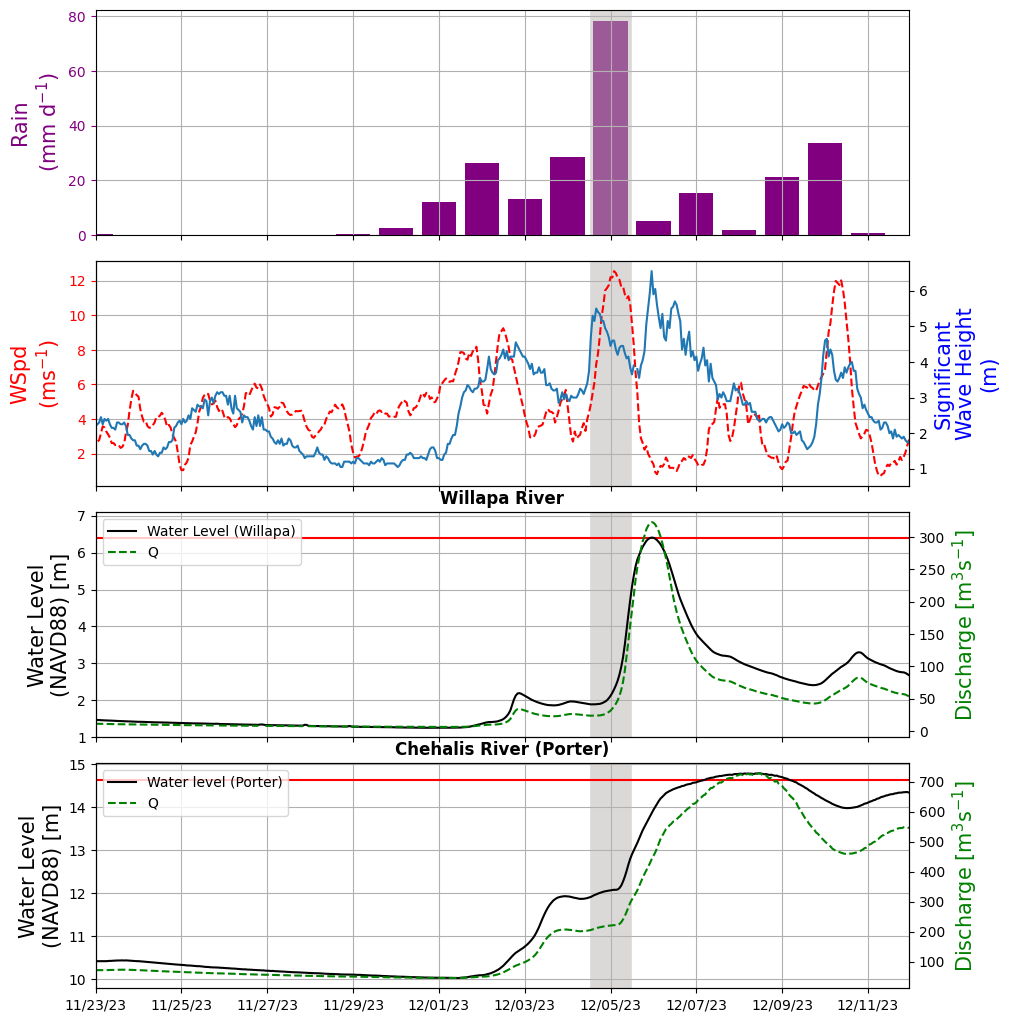 80
60
40
20
0
Rain
(mm d⁻¹)
12
10
8
6
4
2
WSpd
(ms⁻¹)
6
5
4
3
2
1
Significant
Wave Height
(m)
Willapa River
7
6
5
4
3
2
1
Water Level
(NAVD88) [m]
Water Level (Willapa)
Q
300
250
200
150
100
50
0
Discharge [m³s⁻¹]
Chehalis River (Porter)
15
14
13
12
11
10
Water Level
(NAVD88) [m]
Water level (Porter)
Q
700
600
500
400
300
200
100
Discharge [m³s⁻¹]
11/23/23 11/25/23 11/27/23 11/29/23 12/01/23 12/03/23 12/05/23 12/07/23 12/09/23 12/11/23